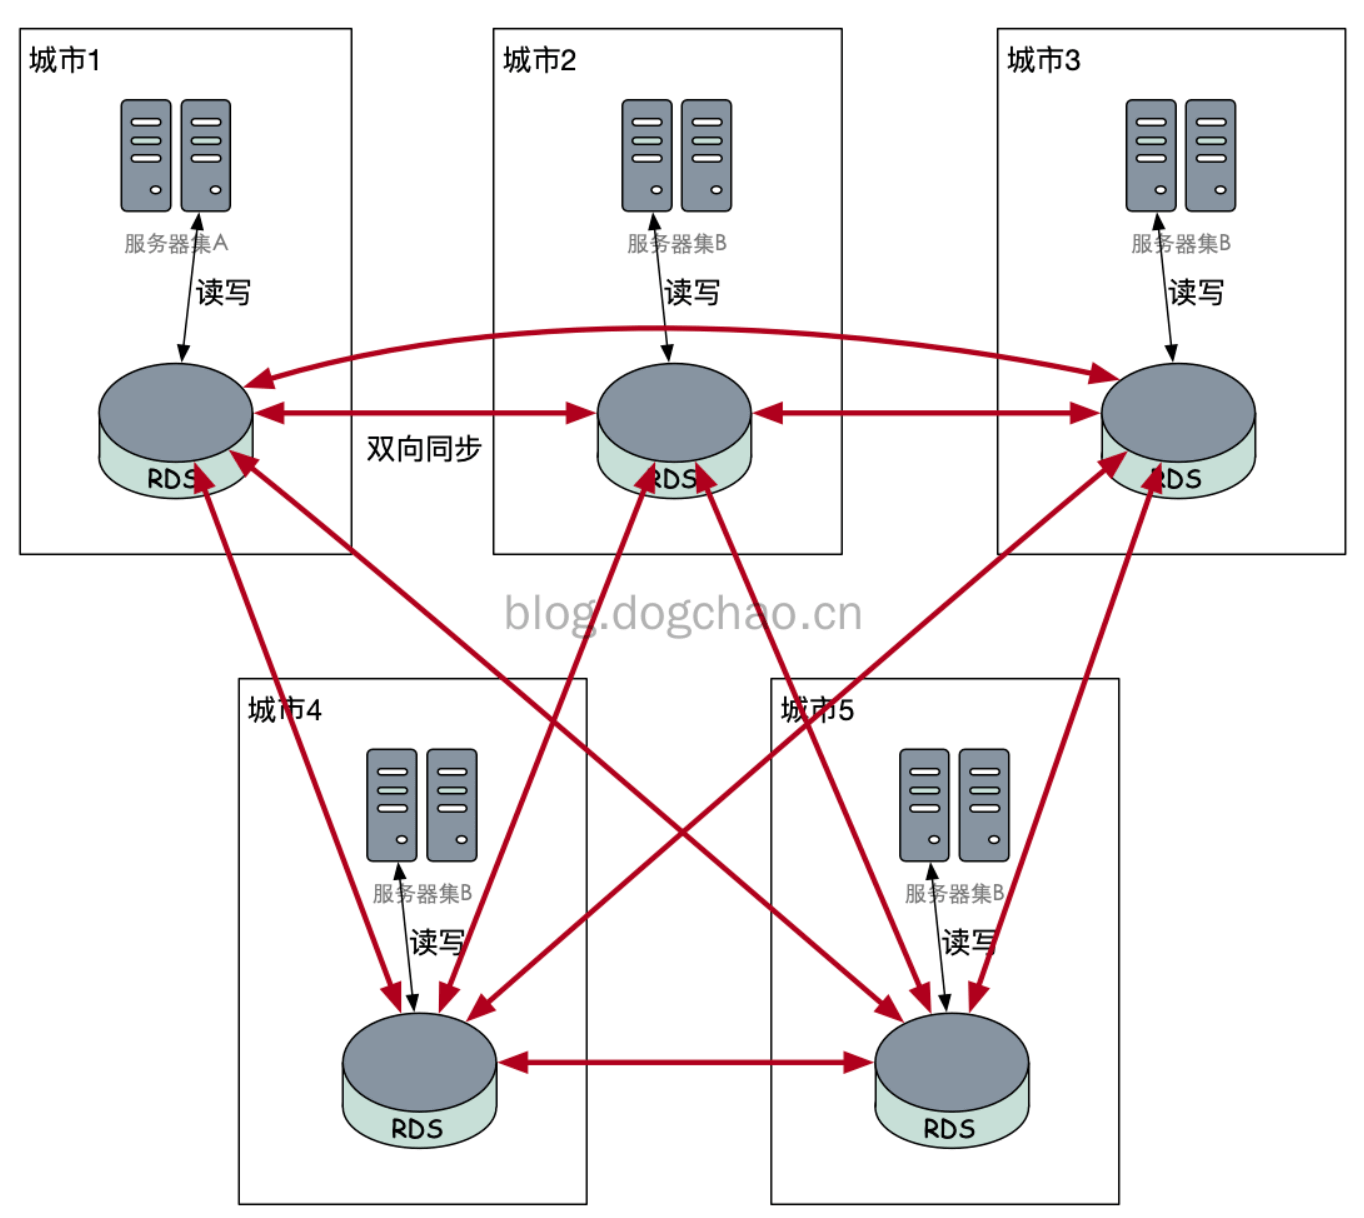 城市1
城市2
城市3
服务器集A
服务器集B
服务器集B
读写
读写
读写
双向同步
RDS
RDS
RDS
blog.dogchao.cn
城市4
城市5
服务器集B
服务器集B
读写
读写
RDS
RDS